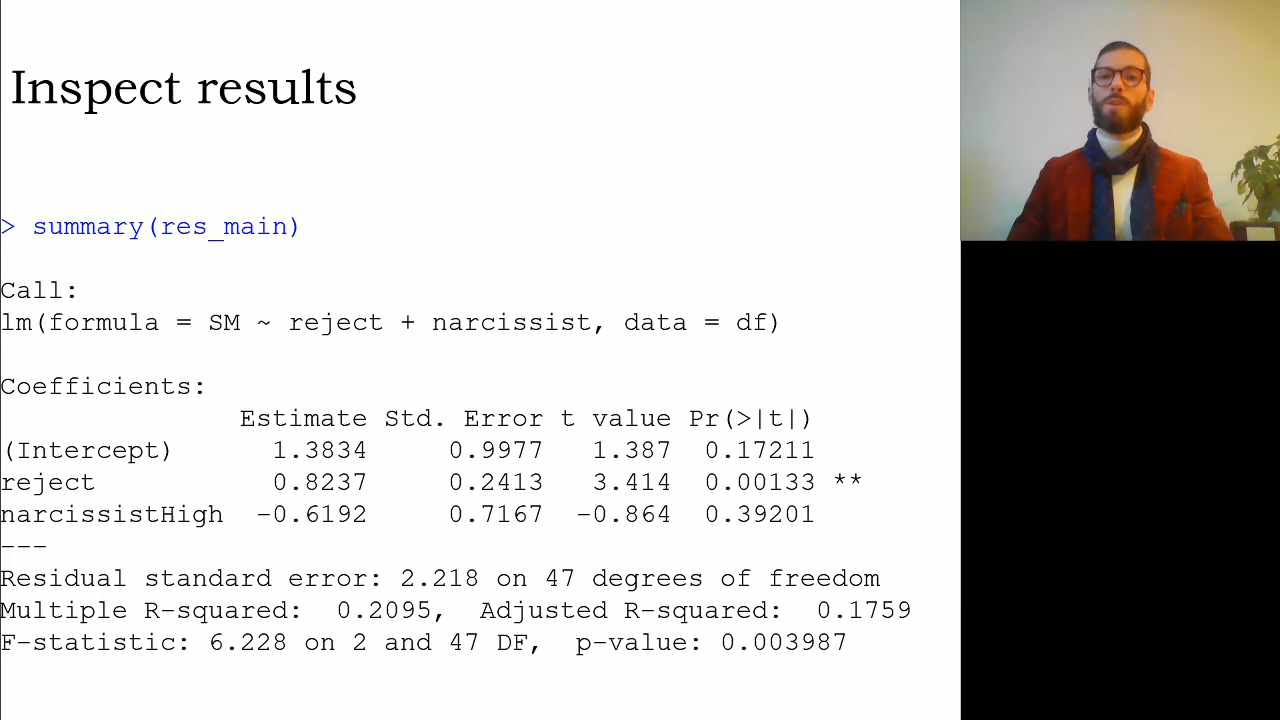 Inspect results
> summary(res_main)
Call:
lm(formula = SM ~ reject + narcissist, data = df)
Coefficients:
Estimate Std. Error t value Pr(>|t|)
(Intercept) 1.3834 0.9977 1.387 0.17211
reject 0.8237 0.2413 3.414 0.00133 **
narcissistHigh -0.6192 0.7167 -0.864 0.39201
---
Residual standard error: 2.218 on 47 degrees of freedom
Multiple R-squared: 0.2095, Adjusted R-squared: 0.1759
F-statistic: 6.228 on 2 and 47 DF, p-value: 0.003987